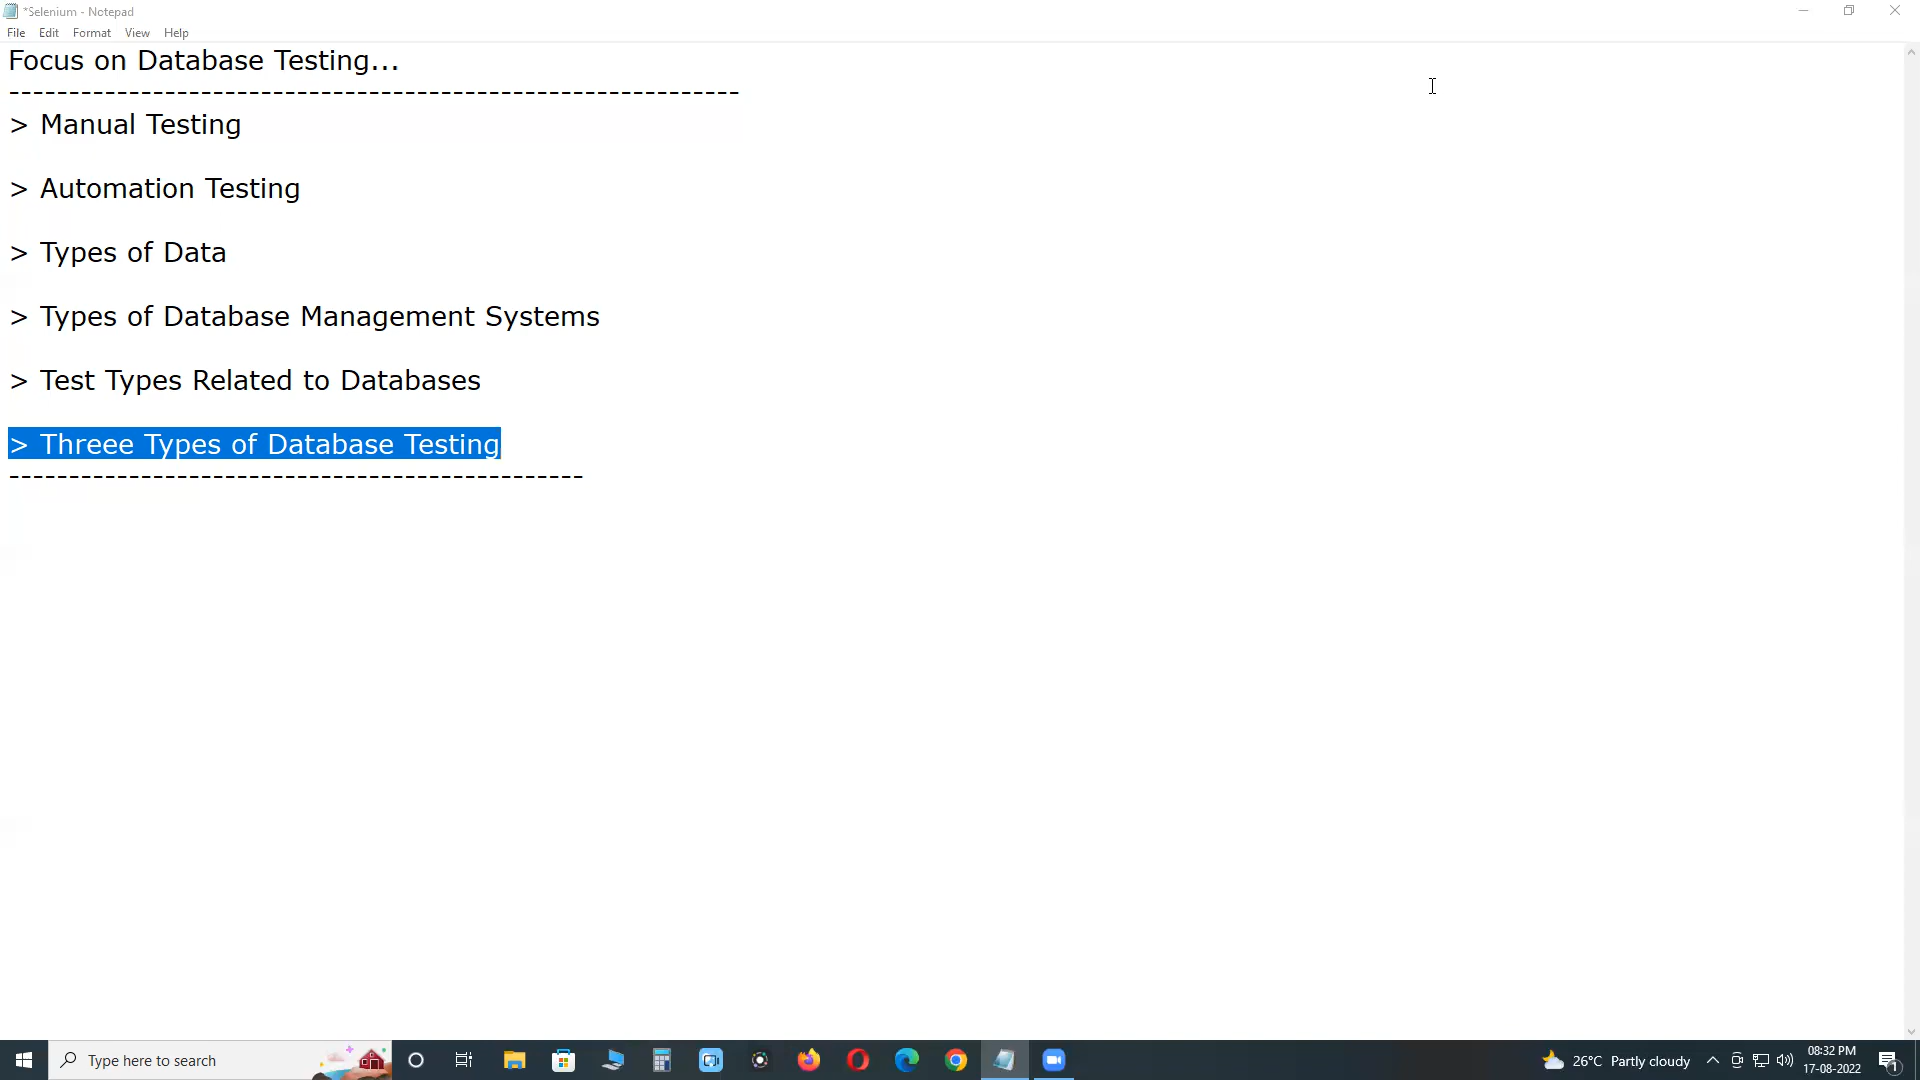 *Selenium - Notepad
File Edit Format View Help
Focus on Database Testing...
-------------------------------------------------------------
> Manual Testing
> Automation Testing
> Types of Data
> Types of Database Management Systems
> Test Types Related to Databases
> Threee Types of Database Testing
------------------------------------------------
Type here to search
26°C Partly cloudy
08:32 PM
17-08-2022
1